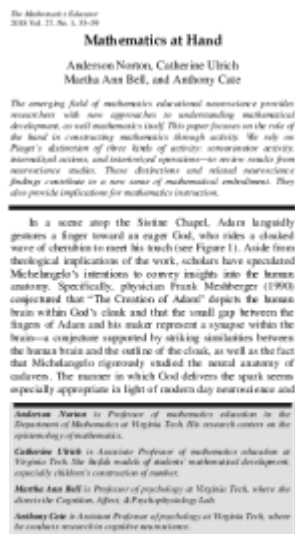 The Mathematics Educator
2018 Vol. 27, No. 1, 33–59
Mathematics at Hand
Anderson Norton, Catherine Ulrich
Martha Ann Bell, and Anthony Cate
The emerging field of mathematics educational neuroscience provides
researchers with new approaches to understanding mathematical
development, as well mathematics itself. This paper focuses on the role of
the hand in constructing mathematics through activity. We rely on
Piaget's distinction of three kinds of activity: sensorimotor activity,
internalized actions, and interiorized operations—to review results from
neuroscience studies. These distinctions and related neuroscience
findings contribute to a new sense of mathematical embodiment. They
also provide implications for mathematics instruction.
In a scene atop the Sistine Chapel, Adam languidly
gestures a finger toward an eager God, who rides a cloaked
wave of cherubim to meet his touch (see Figure 1). Aside from
theological implications of the work, scholars have speculated
Michelangelo's intentions to convey insights into the human
anatomy. Specifically, physician Frank Meshberger (1990)
conjectured that "The Creation of Adam" depicts the human
brain within God's cloak and that the small gap between the
fingers of Adam and his maker represent a synapse within the
brain—a conjecture supported by striking similarities between
the human brain and the outline of the cloak, as well as the fact
that Michelangelo rigorously studied the neural anatomy of
cadavers. The manner in which God delivers the spark seems
especially appropriate in light of modern day neuroscience and
Anderson Norton is Professor of mathematics education in the
Department of Mathematics at Virginia Tech. His research centers on the
epistemology of mathematics.
Catherine Ulrich is Associate Professor of mathematics education at
Virginia Tech. She builds models of students' mathematical development,
especially children's construction of number.
Martha Ann Bell is Professor of psychology at Virginia Tech, where she
directs the Cognition, Affect, & Psychophysiology Lab.
Anthony Cate is Assistant Professor of psychology at Virginia Tech, where
he conducts research in cognitive neuroscience.